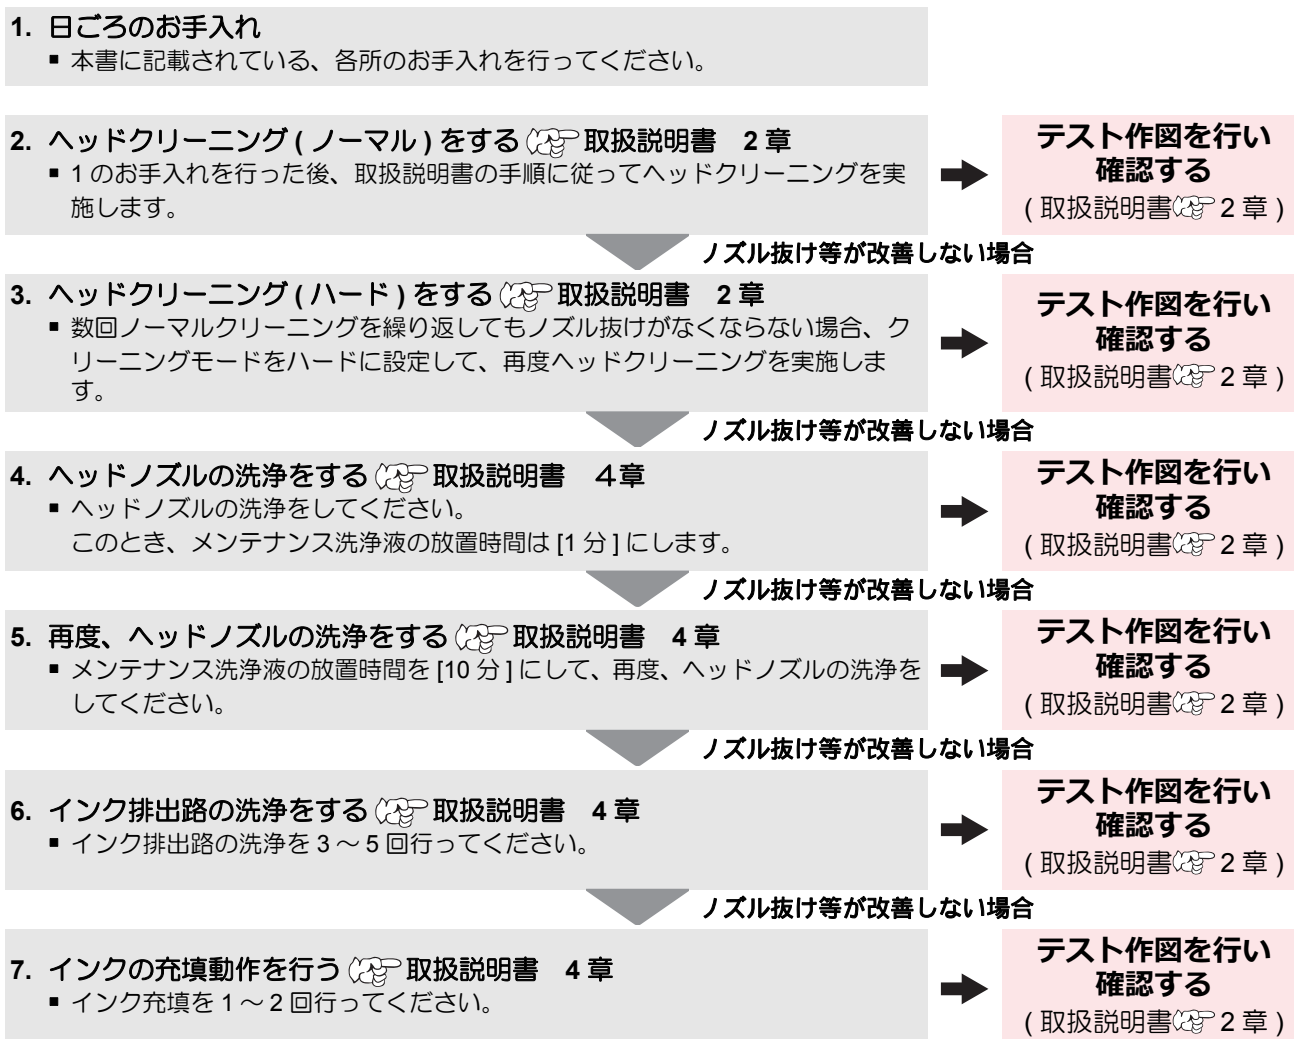 1. 日ごろのお手入れ
■ 本書に記載されている、各所のお手入れを行ってください。
2. ヘッドクリーニング ( ノーマル ) をする 取扱説明書 2 章
■ 1 のお手入れを行った後、取扱説明書の手順に従ってヘッドクリーニングを実
施します。
テスト作図を行い
確認する
( 取扱説明書 2 章 )
ノズル抜け等が改善しない場合
3. ヘッドクリーニング ( ハード ) をする 取扱説明書 2 章
■ 数回ノーマルクリーニングを繰り返してもノズル抜けがなくならない場合、ク
リーニングモードをハードに設定して、再度ヘッドクリーニングを実施しま
す。
テスト作図を行い
確認する
( 取扱説明書 2 章 )
ノズル抜け等が改善しない場合
4. ヘッドノズルの洗浄をする 取扱説明書 ４章
■ ヘッドノズルの洗浄をしてください。
このとき、メンテナンス洗浄液の放置時間は [1 分 ] にします。
テスト作図を行い
確認する
( 取扱説明書 2 章 )
ノズル抜け等が改善しない場合
5. 再度、ヘッドノズルの洗浄をする 取扱説明書 4 章
■ メンテナンス洗浄液の放置時間を [10 分 ] にして、再度、ヘッドノズルの洗浄を
してください。
テスト作図を行い
確認する
( 取扱説明書 2 章 )
ノズル抜け等が改善しない場合
6. インク排出路の洗浄をする 取扱説明書 4 章
■ インク排出路の洗浄を 3 ～ 5 回行ってください。
テスト作図を行い
確認する
( 取扱説明書 2 章 )
ノズル抜け等が改善しない場合
7. インクの充填動作を行う 取扱説明書 4 章
■ インク充填を 1 ～ 2 回行ってください。
テスト作図を行い
確認する
( 取扱説明書 2 章 )